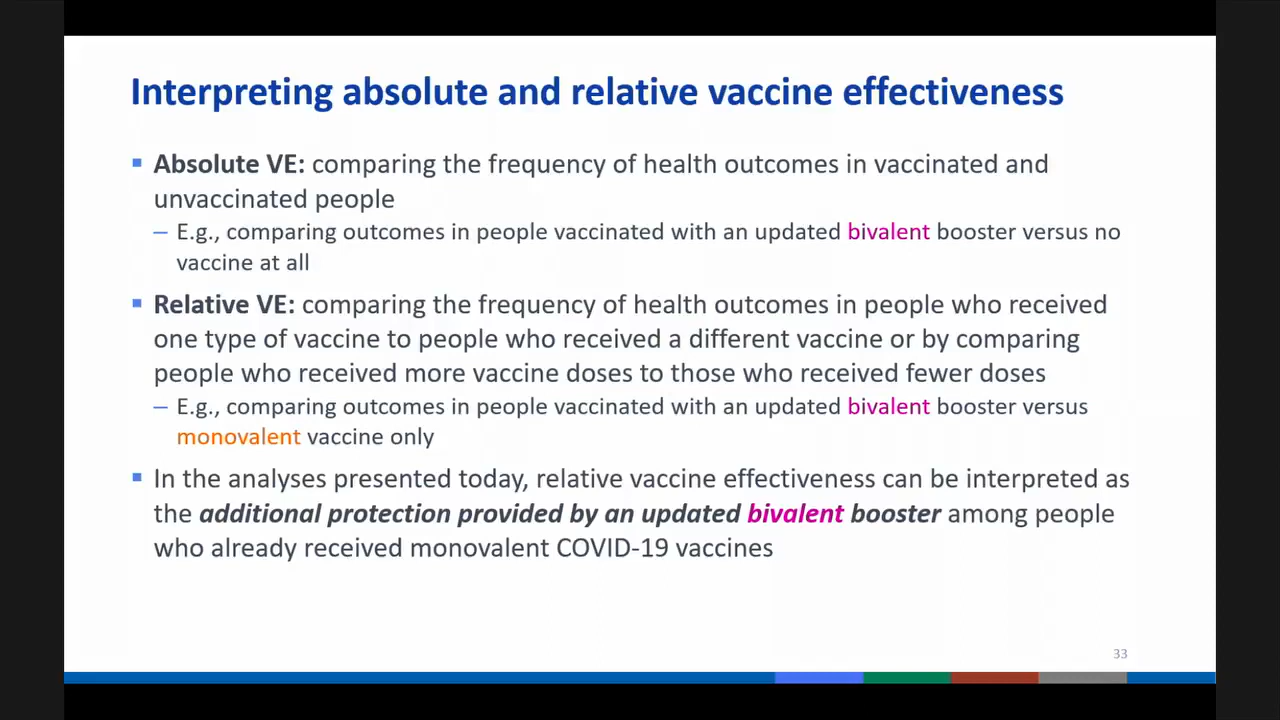 Interpreting absolute and relative vaccine effectiveness
▪ Absolute VE: comparing the frequency of health outcomes in vaccinated and
unvaccinated people
– E.g., comparing outcomes in people vaccinated with an updated bivalent booster versus no
vaccine at all
▪ Relative VE: comparing the frequency of health outcomes in people who received
one type of vaccine to people who received a different vaccine or by comparing
people who received more vaccine doses to those who received fewer doses
– E.g., comparing outcomes in people vaccinated with an updated bivalent booster versus
monovalent vaccine only
▪ In the analyses presented today, relative vaccine effectiveness can be interpreted as
the additional protection provided by an updated bivalent booster among people
who already received monovalent COVID-19 vaccines
33